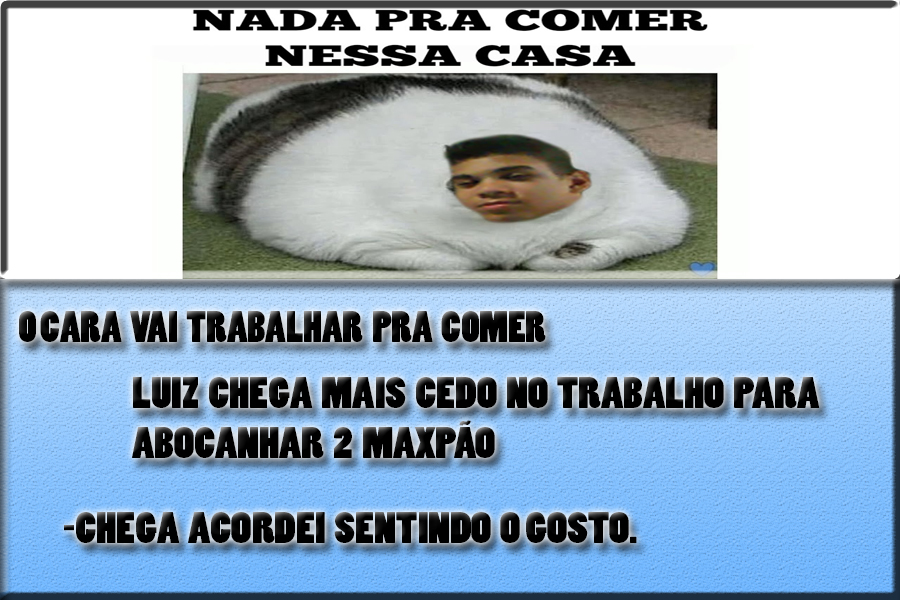 NADA PRA COMER
NESSA CASA
O CARA VAI TRABALHAR PRA COMER
LUIZ CHEGA MAIS CEDO NO TRABALHO PARA
ABOCANHAR 2 MAXPÃO
-CHEGA ACORDEI SENTINDO O GOSTO.